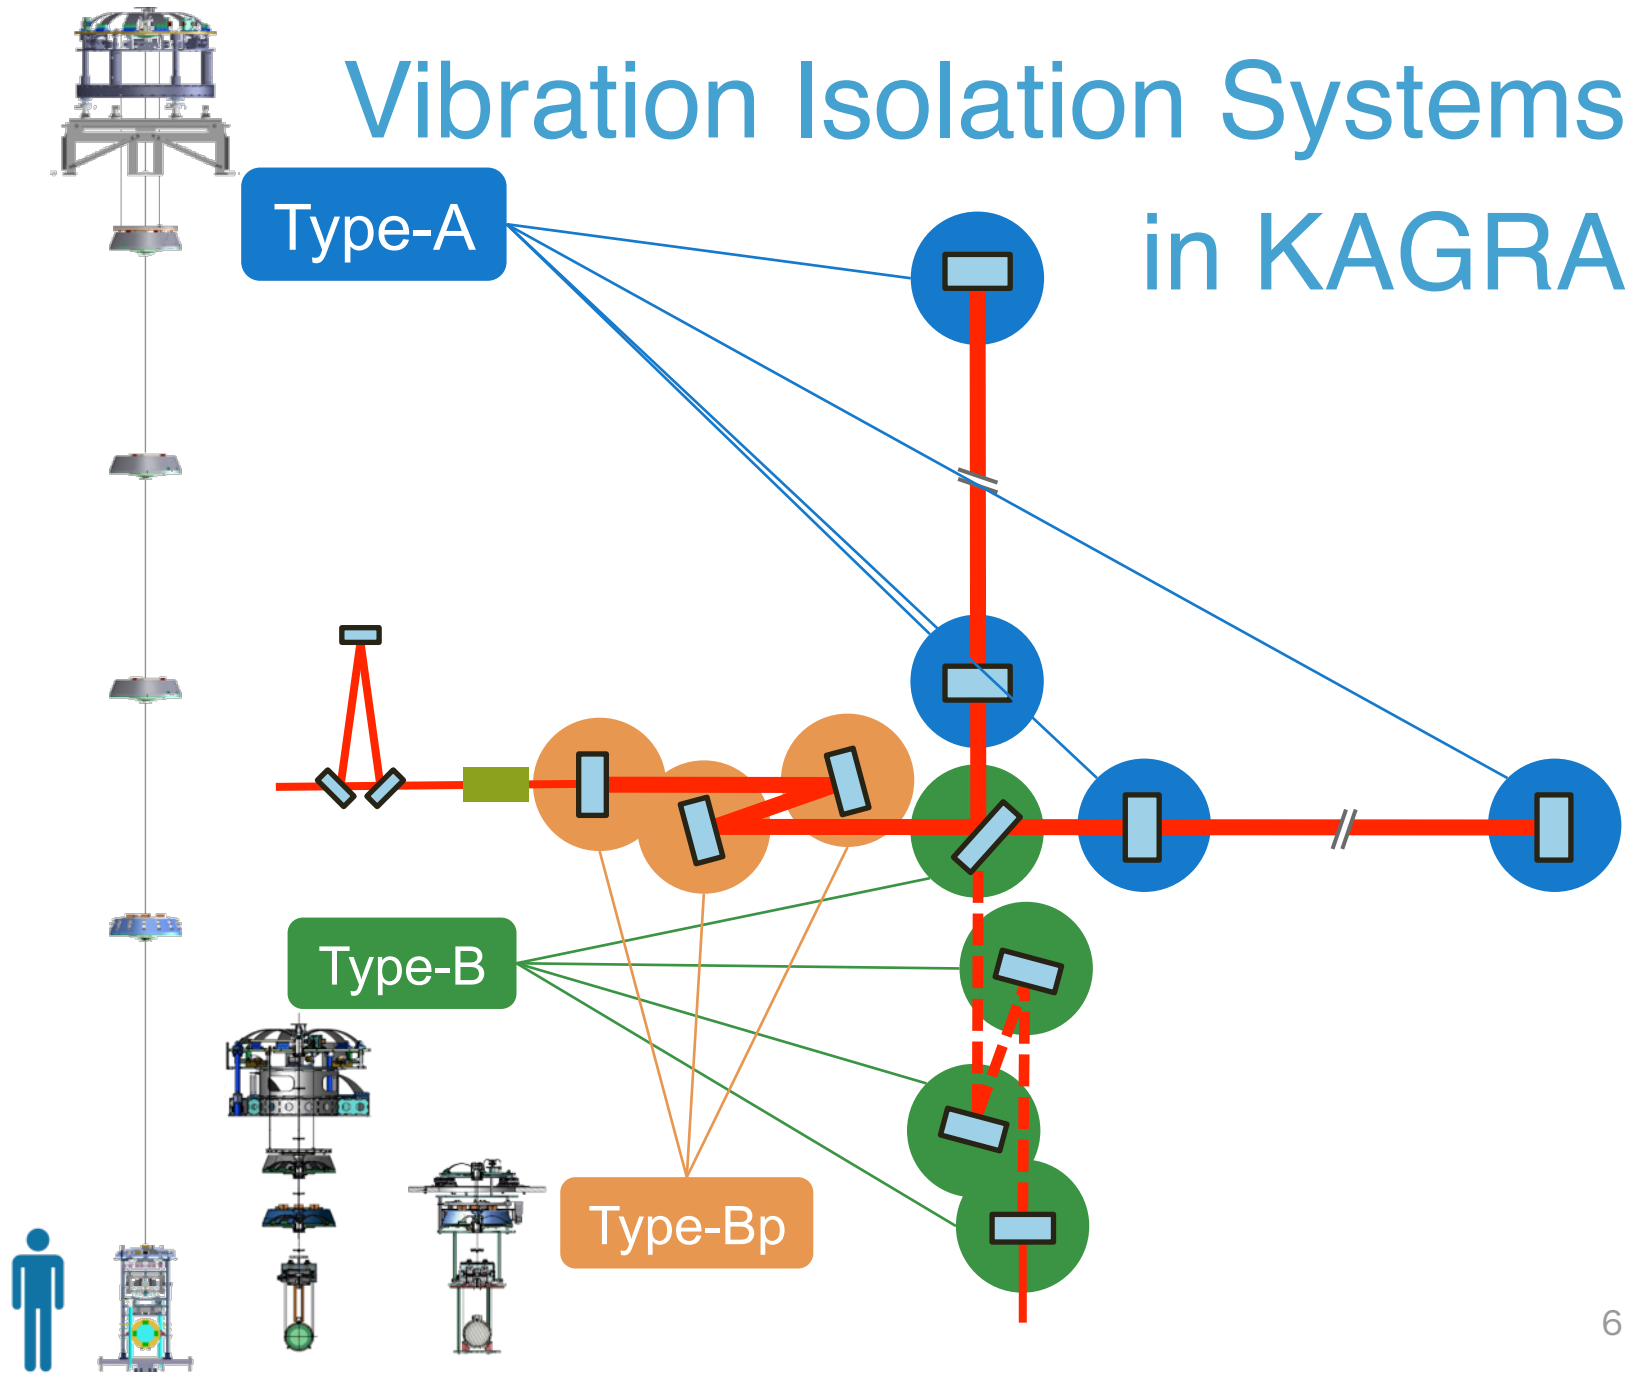 Vibration Isolation Systems
in KAGRA
Type-A
Type-B
Type-Bp
6